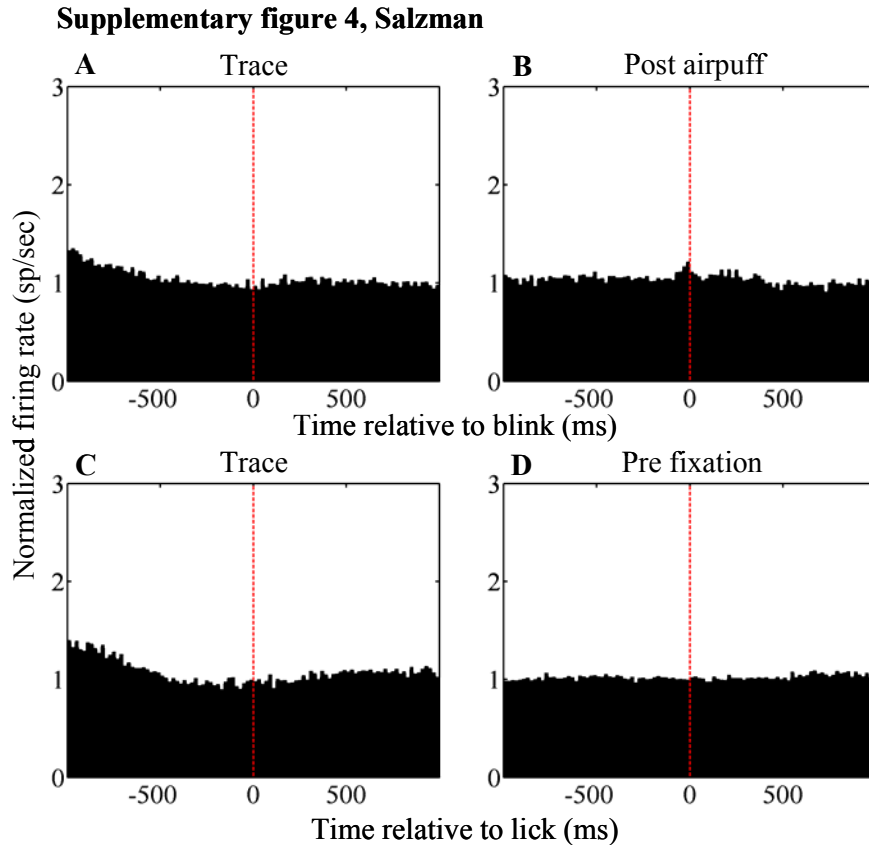 Supplementary figure 4, Salzman
A Trace
B Post airpuff
Normalized firing rate (sp/sec)
3
2
1
0
-500 0 500
3
2
1
0
-500 0 500
Time relative to blink (ms)
C Trace
D Pre fixation
3
2
1
0
-500 0 500
3
2
1
0
-500 0 500
Time relative to lick (ms)